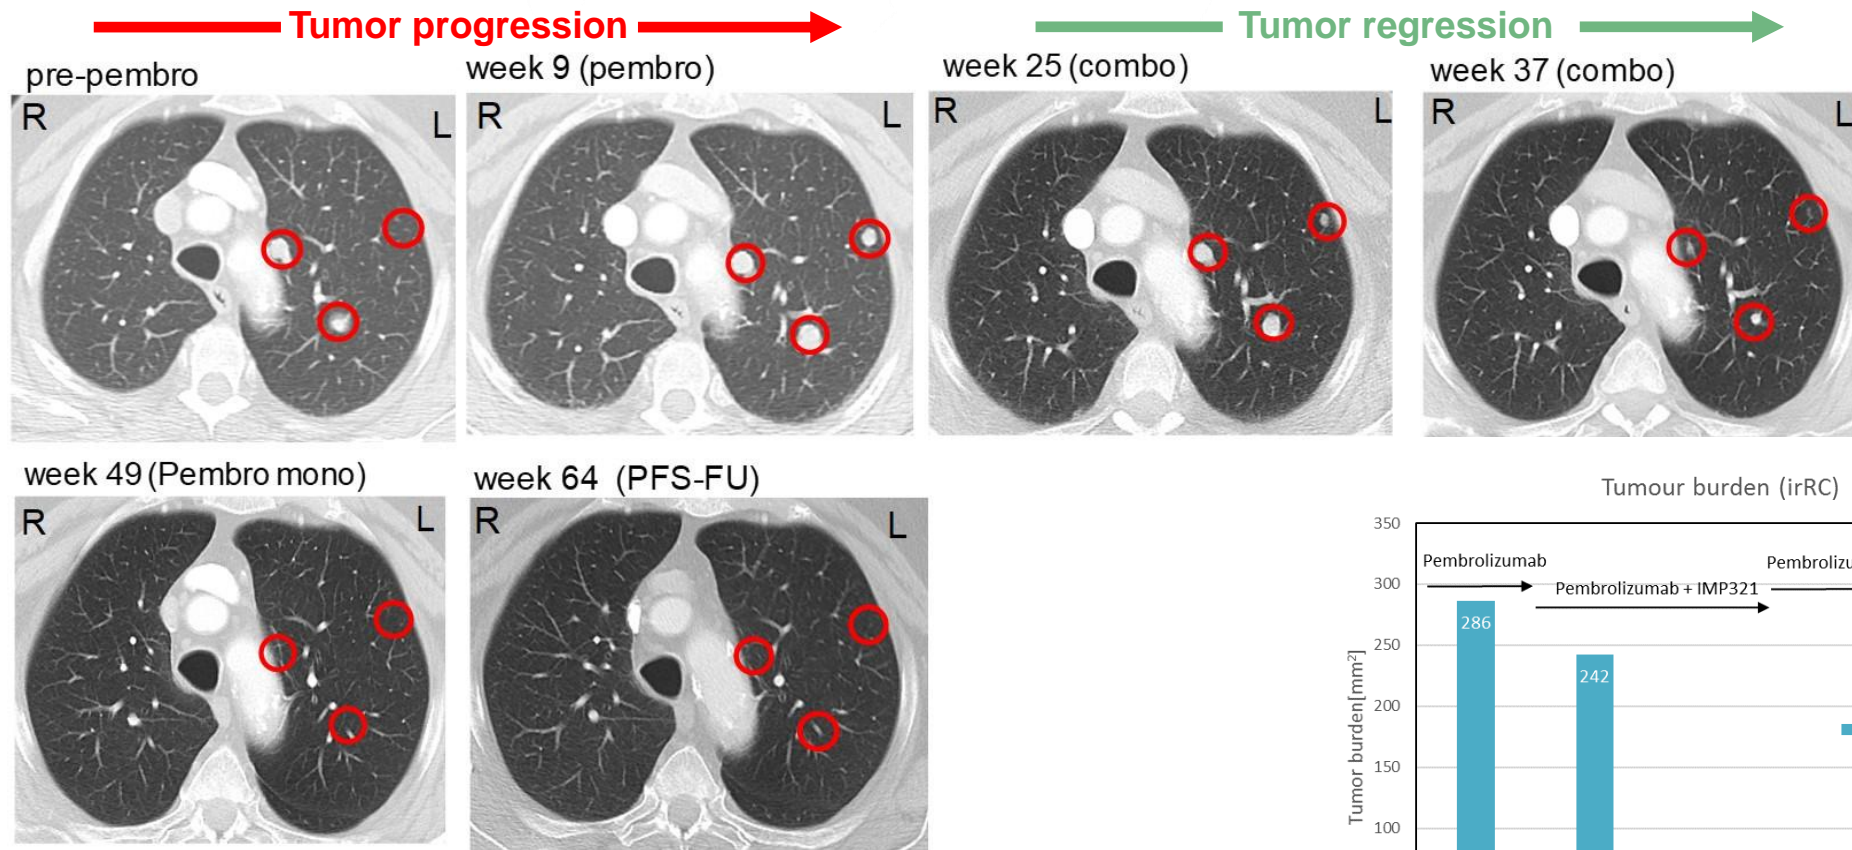 Tumor progression
Tumor regression
pre-pembro
week 9 (pembro)
week 25 (combo)
week 37 (combo)
R
L
R
L
R
L
R
L
week 49 (Pembro mono)
week 64 (PFS-FU)
R
L
R
L
Tumour burden (irRC)
Tumor burden[mm²]
350
300
250
200
150
100
Pembrolizumab
Pembrolizumab + IMP321
Pembrolizu
286
242